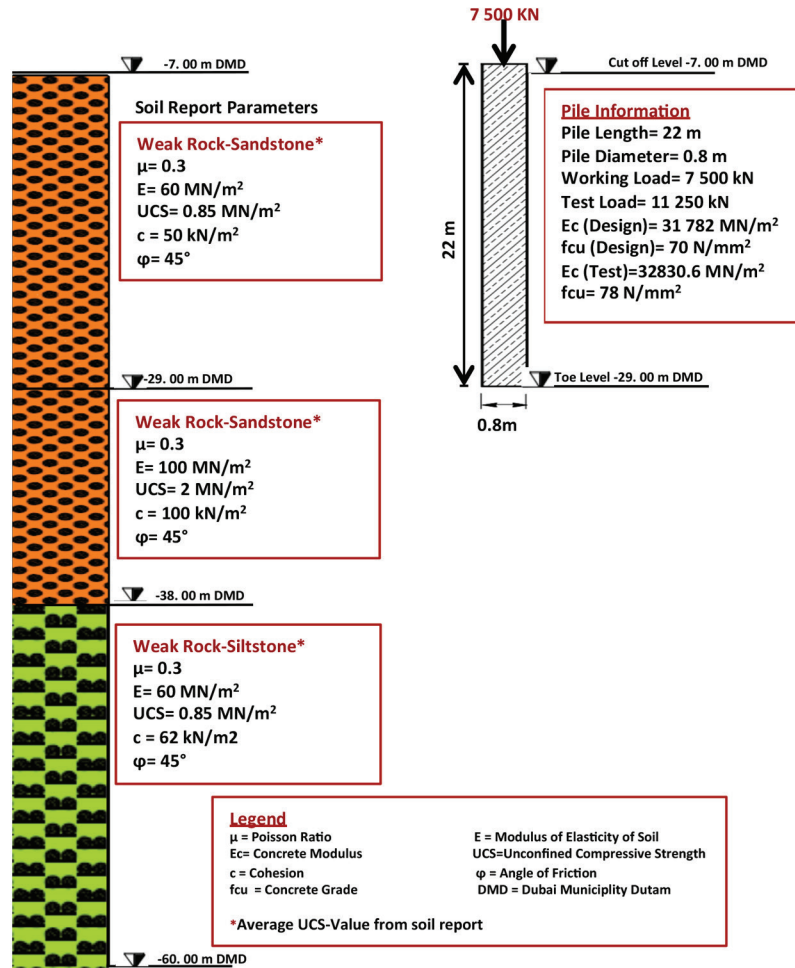 7 500 KN
-7. 00 m DMD
Cut off Level -7. 00 m DMD
Soil Report Parameters
Weak Rock-Sandstone*
μ= 0.3
E= 60 MN/m²
UCS= 0.85 MN/m²
c = 50 kN/m²
φ= 45°
22 m
Pile Information
Pile Length= 22 m
Pile Diameter= 0.8 m
Working Load= 7 500 kN
Test Load= 11 250 kN
Ec (Design)= 31 782 MN/m²
fcu (Design)= 70 N/mm²
Ec (Test)=32830.6 MN/m²
fcu= 78 N/mm²
-29. 00 m DMD
Toe Level -29. 00 m DMD
0.8m
Weak Rock-Sandstone*
μ= 0.3
E= 100 MN/m²
UCS= 2 MN/m²
c = 100 kN/m²
φ= 45°
-38. 00 m DMD
Weak Rock-Siltstone*
μ= 0.3
E= 60 MN/m²
UCS= 0.85 MN/m²
c = 62 kN/m2
φ= 45°
Legend
μ = Poisson Ratio
E = Modulus of Elasticity of Soil
Ec= Concrete Modulus
UCS=Unconfined Compressive Strength
c = Cohesion
φ = Angle of Friction
fcu = Concrete Grade
DMD = Dubai Municiplity Dutam
*Average UCS-Value from soil report
-60. 00 m DMD